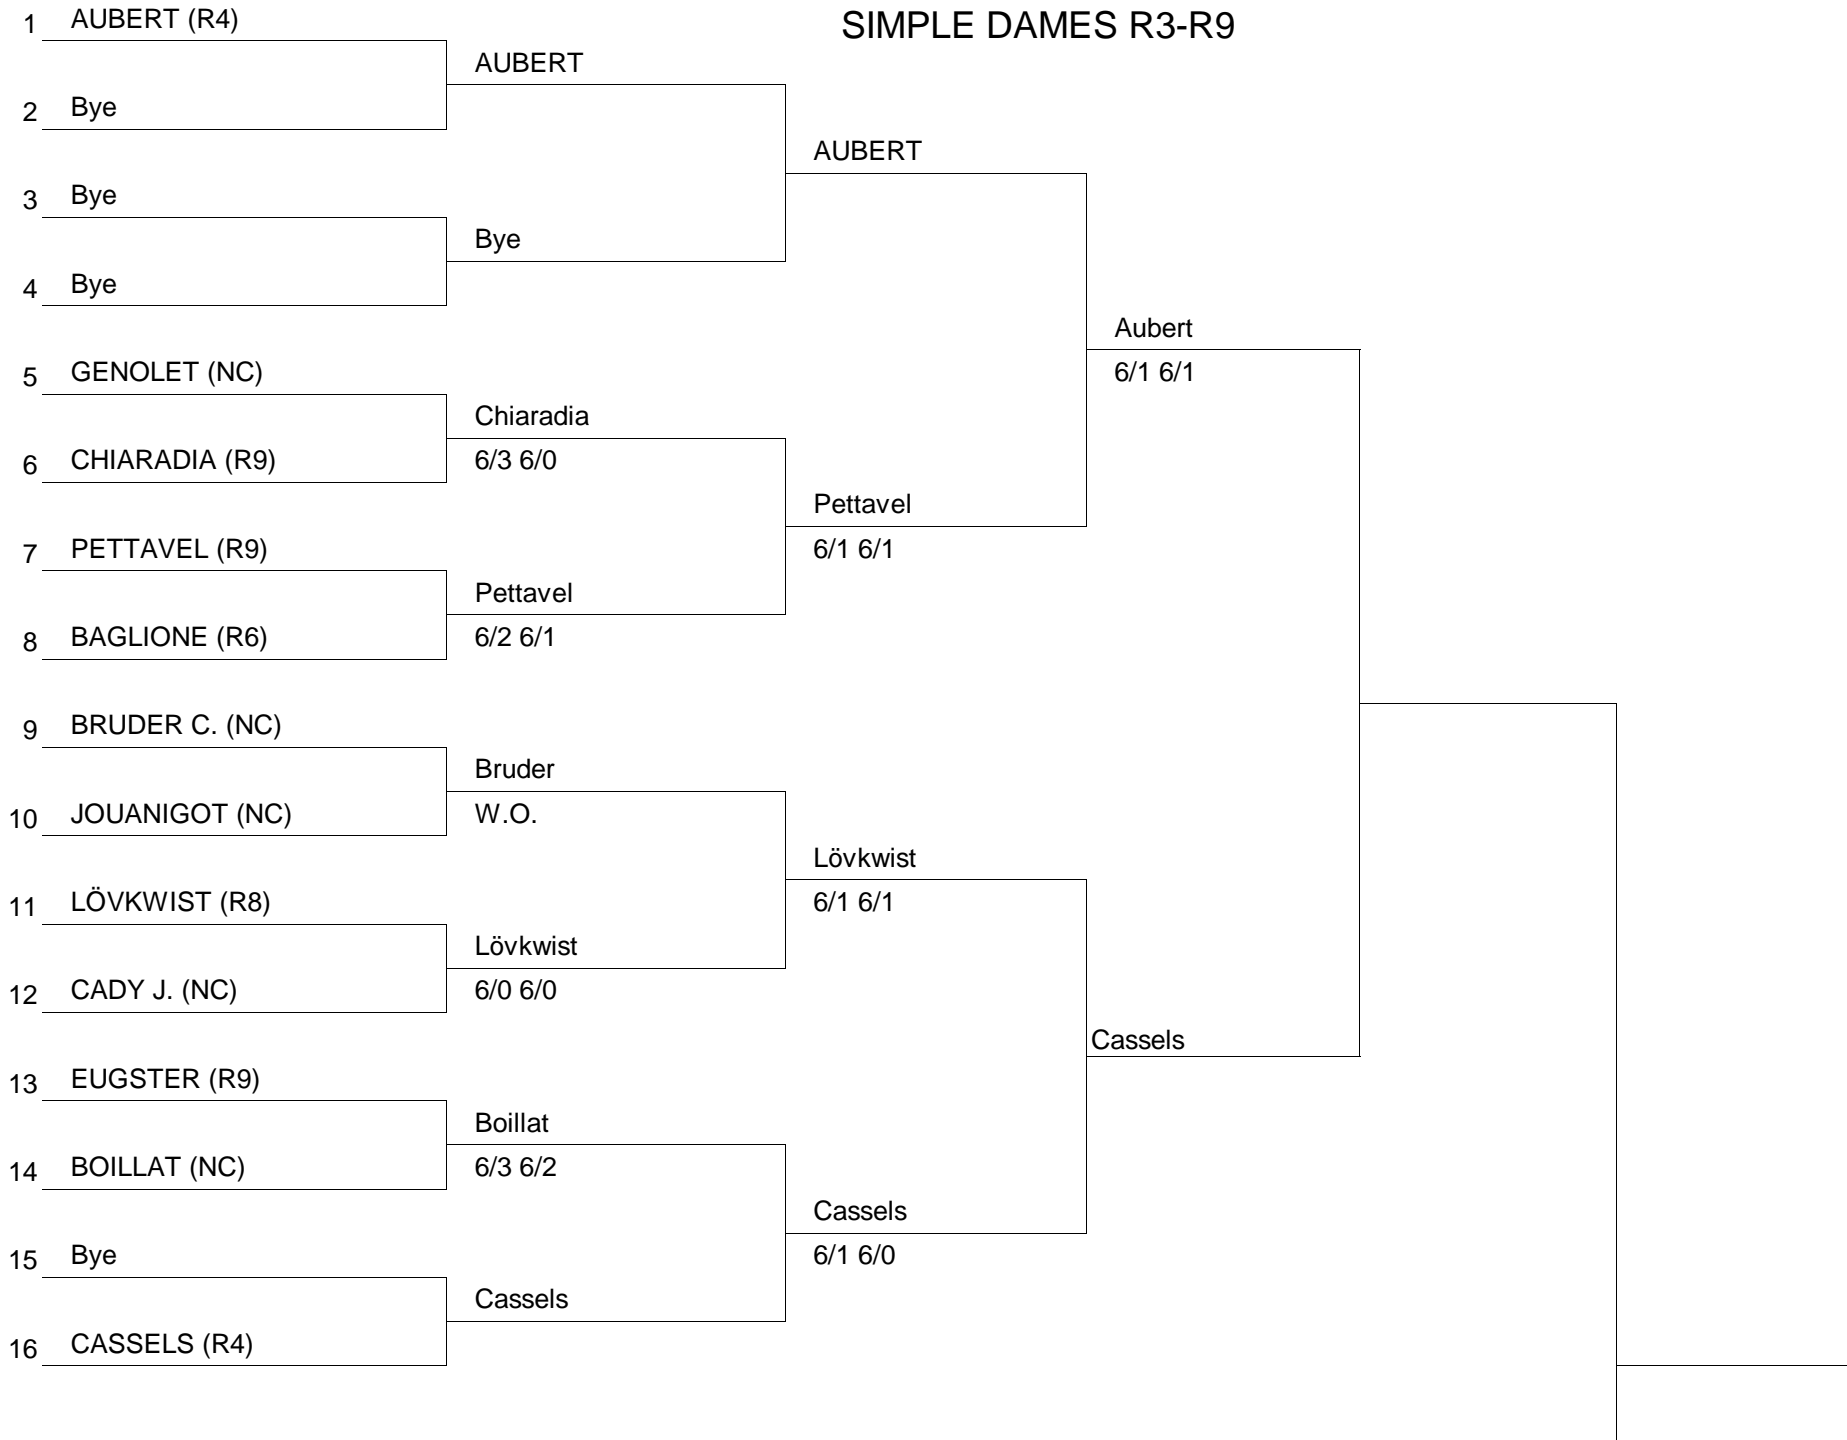 SIMPLE DAMES R3-R9
1 AUBERT (R4)
AUBERT
2 Bye
AUBERT
3 Bye
Bye
4 Bye
Aubert
6/1 6/1
5 GENOLET (NC)
Chiaradia
6/3 6/0
6 CHIARADIA (R9)
Pettavel
6/1 6/1
7 PETTAVEL (R9)
Pettavel
6/2 6/1
8 BAGLIONE (R6)
9 BRUDER C. (NC)
Bruder
W.O.
10 JOUANIGOT (NC)
Lövkwist
6/1 6/1
11 LÖVKWIST (R8)
Lövkwist
6/0 6/0
12 CADY J. (NC)
Cassels
13 EUGSTER (R9)
Boillat
6/3 6/2
14 BOILLAT (NC)
Cassels
6/1 6/0
15 Bye
Cassels
16 CASSELS (R4)